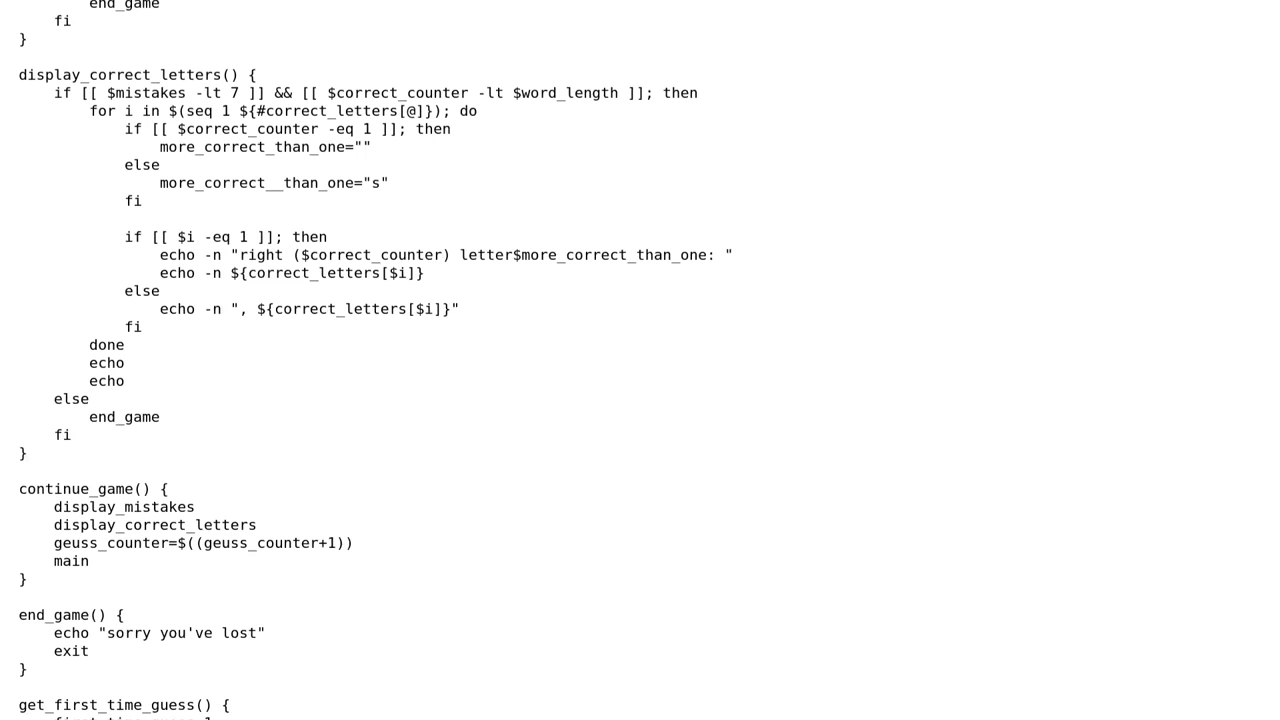 end_game
    fi
}

display_correct_letters() {
    if [[ $mistakes -lt 7 ]] && [[ $correct_counter -lt $word_length ]]; then
        for i in $(seq 1 ${#correct_letters[@]}); do
            if [[ $correct_counter -eq 1 ]]; then
                more_correct_than_one=""
            else
                more_correct__than_one="s"
            fi

            if [[ $i -eq 1 ]]; then
                echo -n "right ($correct_counter) letter$more_correct_than_one: "
                echo -n ${correct_letters[$i]}
            else
                echo -n ", ${correct_letters[$i]}"
            fi
        done
        echo
        echo
    else
        end_game
    fi
}

continue_game() {
    display_mistakes
    display_correct_letters
    geuss_counter=$((geuss_counter+1))
    main
}

end_game() {
    echo "sorry you've lost"
    exit
}

get_first_time_guess() {